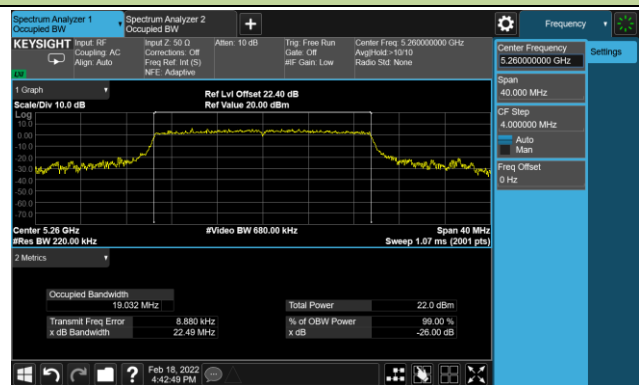 Spectrum Analyzer 1
Occupied BW
Spectrum Analyzer 2
Occupied BW
Frequency
KEYSIGHT
Input: RF
Coupling: AC
Align: Auto
Input Z: 50 Ω
Corrections: Off
Freq Ref: Int (S)
NFE: Adaptive
Atten: 10 dB
Trig: Free Run
Gate: Off
#IF Gain: Low
Center Freq: 5.260000000 GHz
Avg|Hold:>10/10
Radio Std: None
Center Frequency
5.260000000 GHz
Settings
Span
40.000 MHz
CF Step
4.000000 MHz
Auto
Man
Freq Offset
0 Hz
1 Graph
Scale/Div 10.0 dB
Ref Lvl Offset 22.40 dB
Ref Value 20.00 dBm
Log
10.0
0.00
-10.0
-20.0
-30.0
-40.0
-50.0
-60.0
-70.0
Center 5.26 GHz
#Res BW 220.00 kHz
#Video BW 680.00 kHz
Span 40 MHz
Sweep 1.07 ms (2001 pts)
2 Metrics
Occupied Bandwidth
19.032 MHz
Total Power 22.0 dBm
Transmit Freq Error 8.880 kHz
% of OBW Power 99.00 %
x dB Bandwidth 22.49 MHz
x dB -26.00 dB
Feb 18, 2022
4:42:49 PM